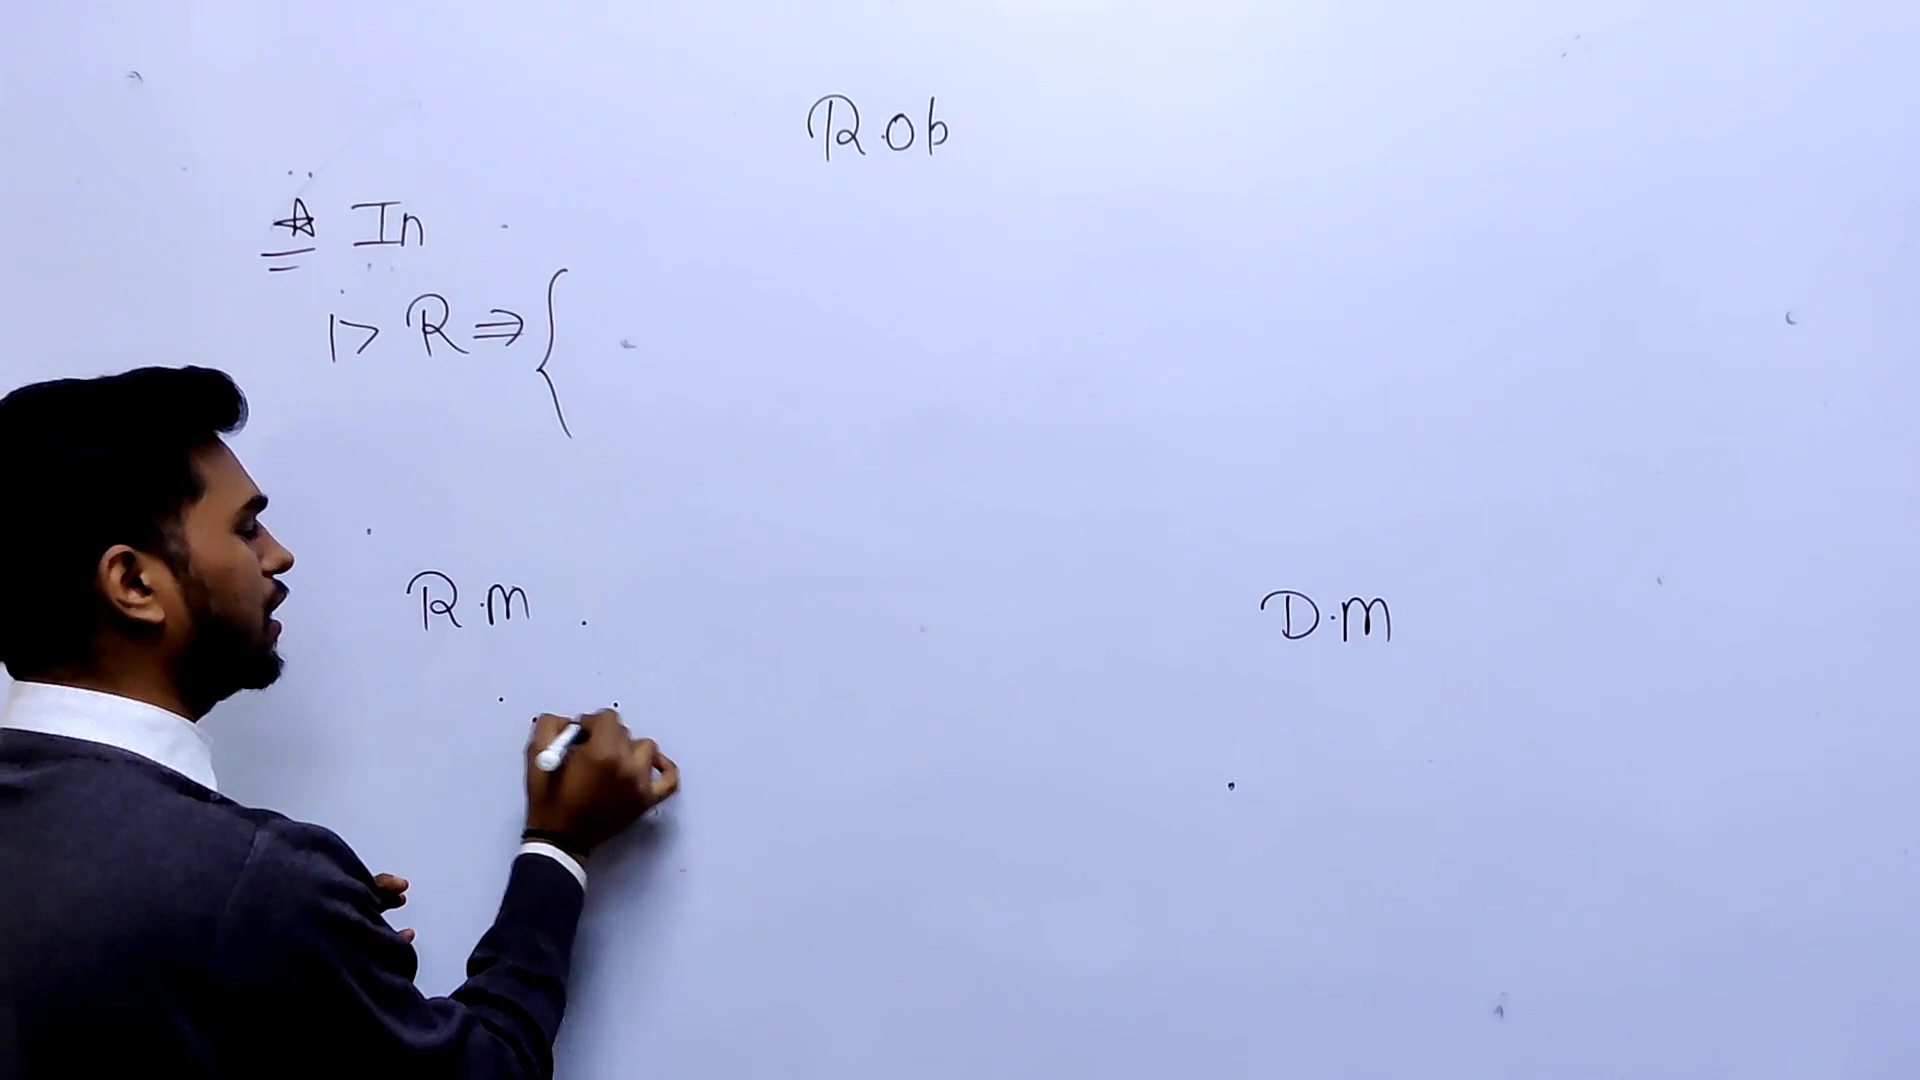 R.Ob
☆ In
1> R ⇒ {
R.m
D.M